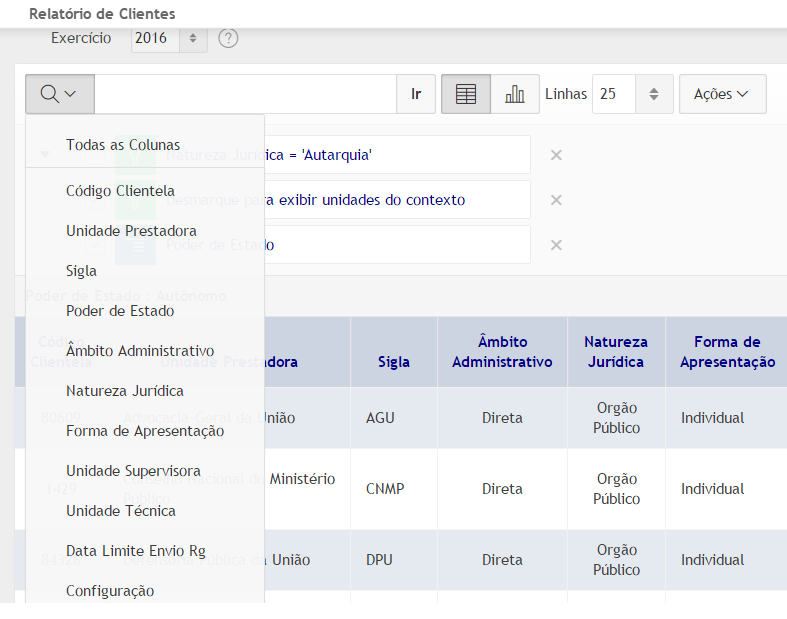 Relatório de Clientes
Exercício 2016 ?
Ir Linhas 25 Ações
Todas as Colunas
Código Clientela
Unidade Prestadora
Sigla
Poder de Estado
Âmbito Administrativo
Natureza Jurídica
Forma de Apresentação
Unidade Supervisora
Unidade Técnica
Data Limite Envio Rg
Configuração
Natureza Jurídica = 'Autarquia'
Desmarque para exibir unidades do contexto
Poder de Estado
Poder de Estado : Autônomo
Código Clientela Unidade Prestadora Sigla Âmbito Administrativo Natureza Jurídica Forma de Apresentação
80609 Advocacia-Geral da União AGU Direta Orgão Público Individual
1429 Conselho Nacional do Ministério Público CNMP Direta Orgão Público Individual
Defensoria Pública da União DPU Direta Orgão Público Individual